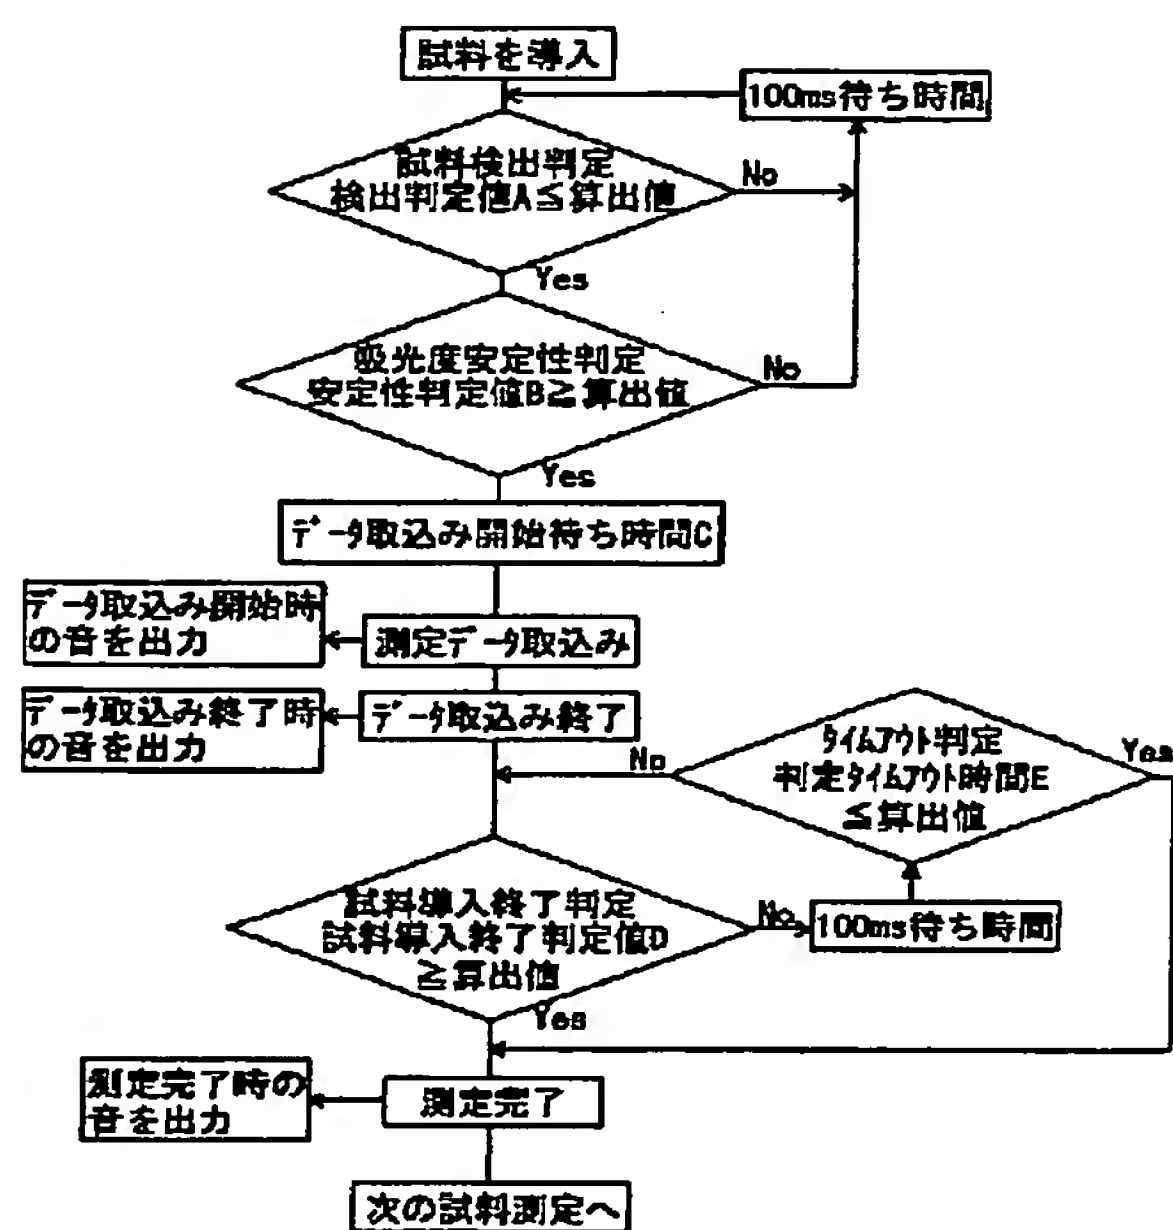 試料を導入
100ms待ち時間
試料検出判定
検出判定値A≦算出値
No
Yes
吸光度安定性判定
安定性判定値B≧算出値
No
Yes
データ取込み開始待ち時間C
データ取込み開始時
の音を出力
測定データ取込み
データ取込み終了時
の音を出力
データ取込み終了
タイムアウト判定
判定タイムアウト時間E
≦算出値
No
Yes
試料導入終了判定
試料導入終了判定値D
≧算出値
No
100ms待ち時間
Yes
測定完了時の
音を出力
測定完了
次の試料測定へ